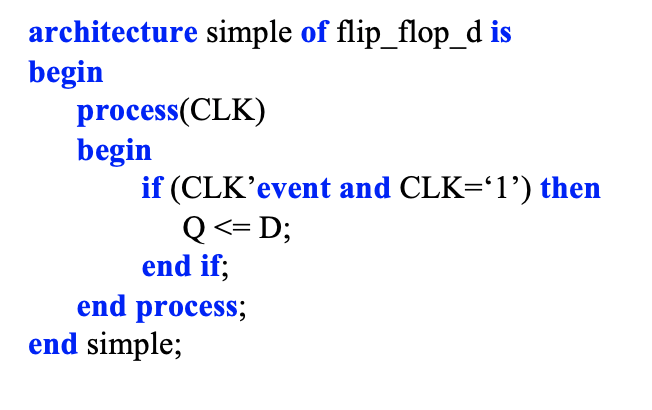 architecture simple of flip_flop_d is
begin
process(CLK)
begin
if (CLK’event and CLK=‘1’) then
Q <= D;
end if;
end process;
end simple;